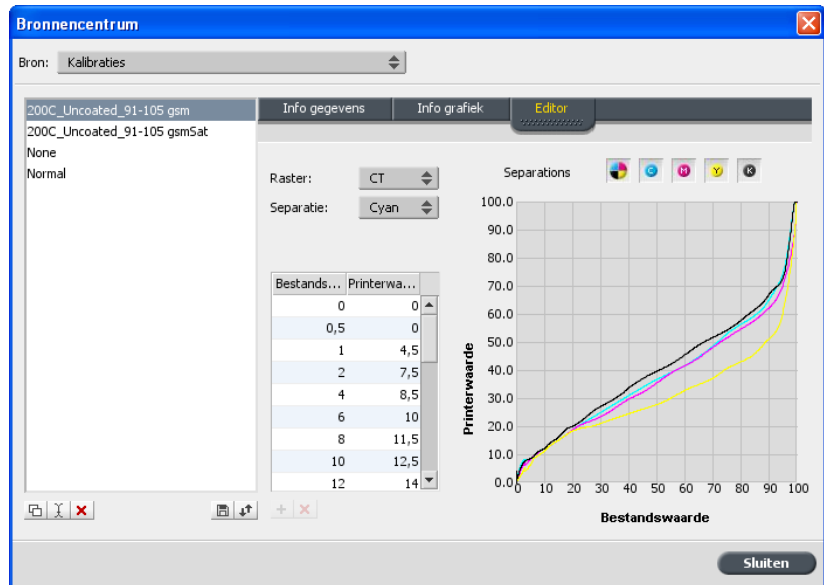 Bronnencentrum
Bron: Kalibraties
200C_Uncoated_91-105 gsm
200C_Uncoated_91-105 gsmSat
None
Normal
Info gegevens Info grafiek Editor
Raster: CT
Separatie: Cyan
Bestands... Printerwa...
0 0
0,5 0
1 4,5
2 7,5
4 8,5
6 10
8 11,5
10 12,5
12 14
Separations C M Y K
100.0
90.0
80.0
70.0
60.0
50.0
40.0
30.0
20.0
10.0
0.0
Printerwaarde
0 10 20 30 40 50 60 70 80 90 100
Bestandswaarde
Sluiten